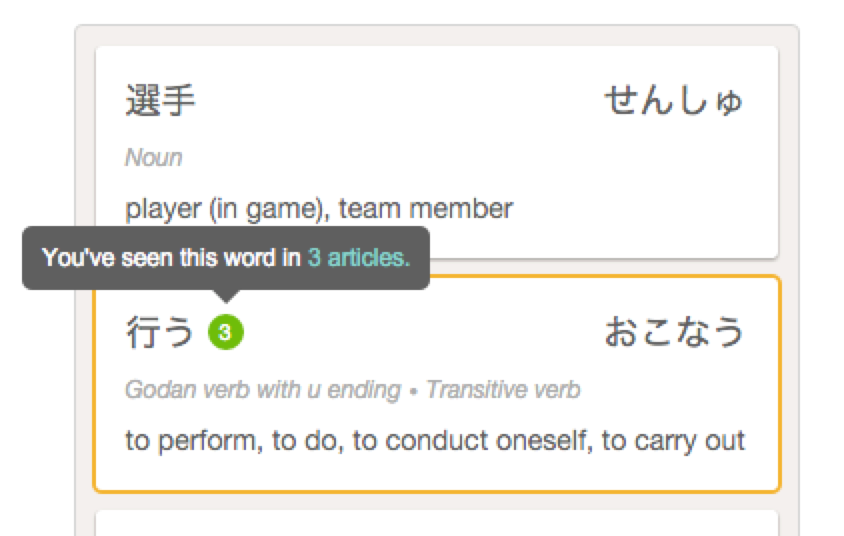 選手 せんしゅ
Noun
player (in game), team member
You've seen this word in 3 articles.
行う 3 おこなう
Godan verb with u ending • Transitive verb
to perform, to do, to conduct oneself, to carry out